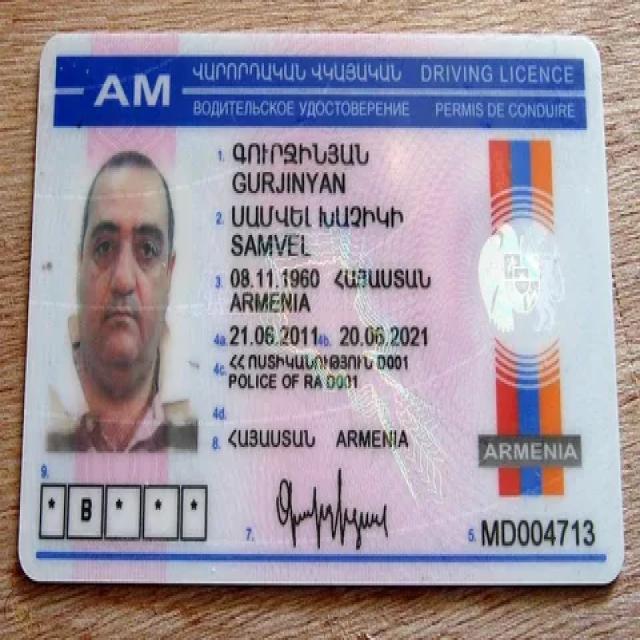 AM
ՎԱՐՈՐԴԱԿԱՆ ՎԿԱՅԱԿԱՆ DRIVING LICENCE
ВОДИТЕЛЬСКОЕ УДОСТОВЕРЕНИЕ PERMIS DE CONDUIRE
1. ԳՈՒՐՋԻՆՅԱՆ
GURJINYAN
2. ՍԱՄՎԵԼ ԽԱՉԻԿԻ
SAMVEL
3. 08.11.1960 ՀԱՅԱՍՏԱՆ
ARMENIA
4a. 21.06.2011 4b. 20.06.2021
4c. ՀՀ ՈՍՏԻԿԱՆՈՒԹՅՈՒՆ 0001
POLICE OF RA 0001
4d.
8. ՀԱՅԱՍՏԱՆ ARMENIA
ARMENIA
9.
* B * * *
7.
5. MD004713